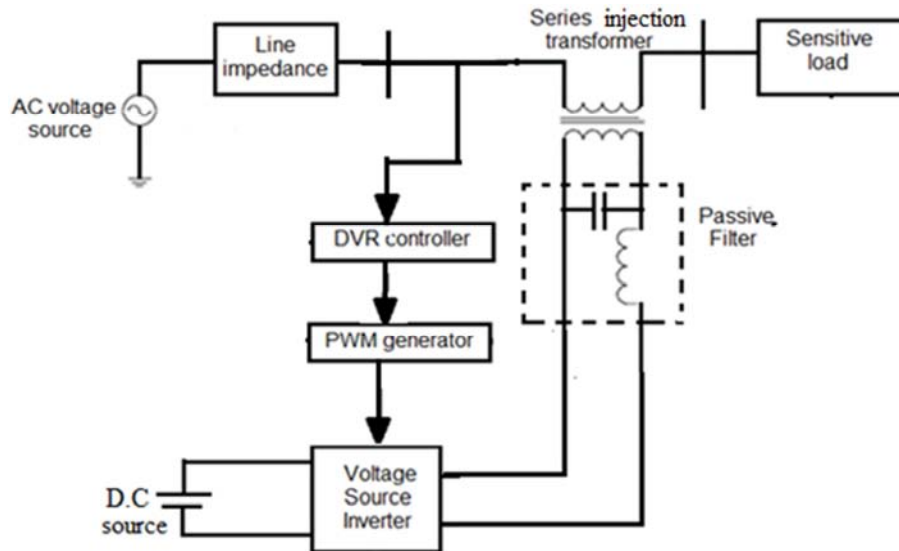 Series injection
transformer
Line
impedance
Sensitive
load
AC voltage
source
Passive
Filter
DVR controller
PWM generator
Voltage
Source
Inverter
D.C
source